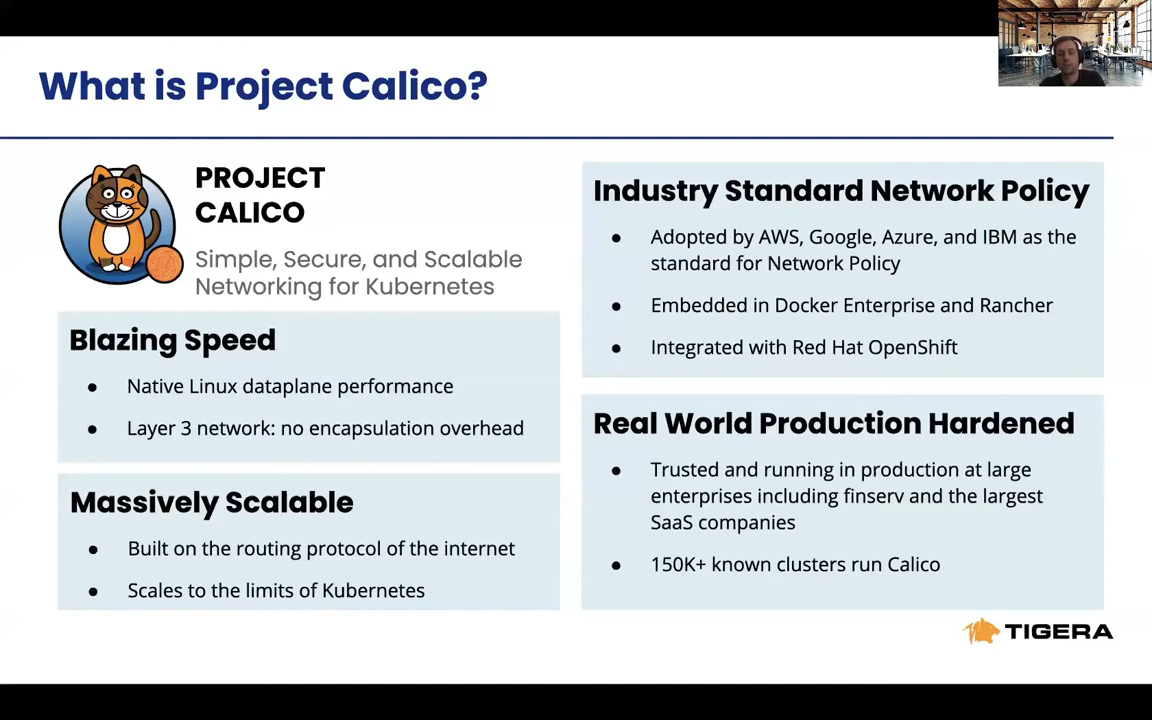 What is Project Calico?
PROJECT
CALICO
Simple, Secure, and Scalable
Networking for Kubernetes
Blazing Speed
● Native Linux dataplane performance
● Layer 3 network: no encapsulation overhead
Massively Scalable
● Built on the routing protocol of the internet
● Scales to the limits of Kubernetes
Industry Standard Network Policy
● Adopted by AWS, Google, Azure, and IBM as the
standard for Network Policy
● Embedded in Docker Enterprise and Rancher
● Integrated with Red Hat OpenShift
Real World Production Hardened
● Trusted and running in production at large
enterprises including finserv and the largest
SaaS companies
● 150K+ known clusters run Calico
TIGERA